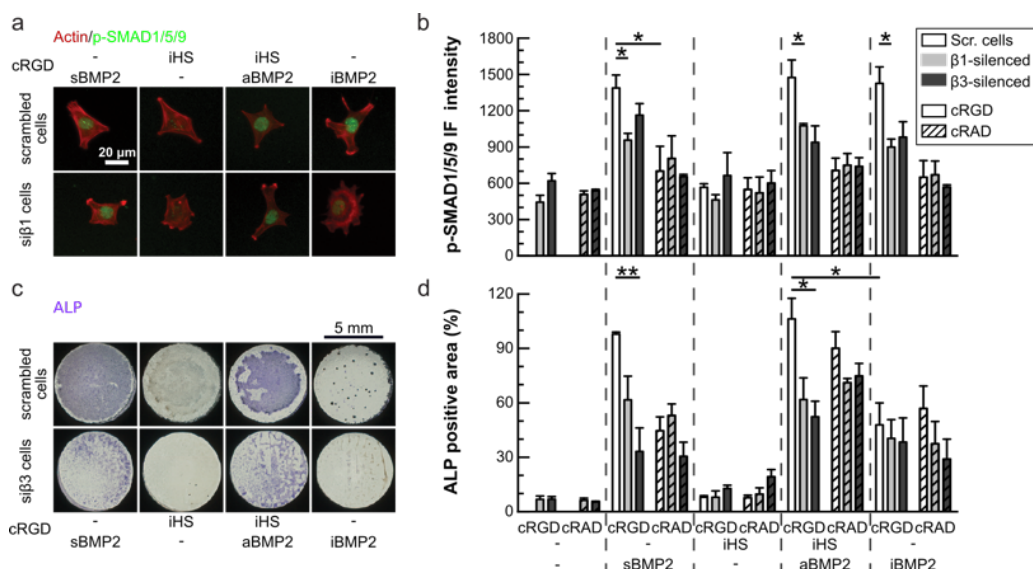 a
Actin/p-SMAD1/5/9
- iHS iHS -
cRGD
sBMP2 - aBMP2 iBMP2
scrambled
cells
20 μm
siβ1 cells
b
p-SMAD1/5/9 IF intensity
1800
1500
1200
900
600
300
0
* * * *
Scr. cells
β1-silenced
β3-silenced
cRGD
cRAD
c
ALP
5 mm
scrambled
cells
siβ3 cells
- iHS iHS -
cRGD
sBMP2 - aBMP2 iBMP2
d
ALP positive area (%)
120
90
60
30
0
** * *
cRGD cRAD cRGD cRAD cRGD cRAD cRGD cRAD cRGD cRAD
- - iHS iHS -
- sBMP2 - aBMP2 iBMP2